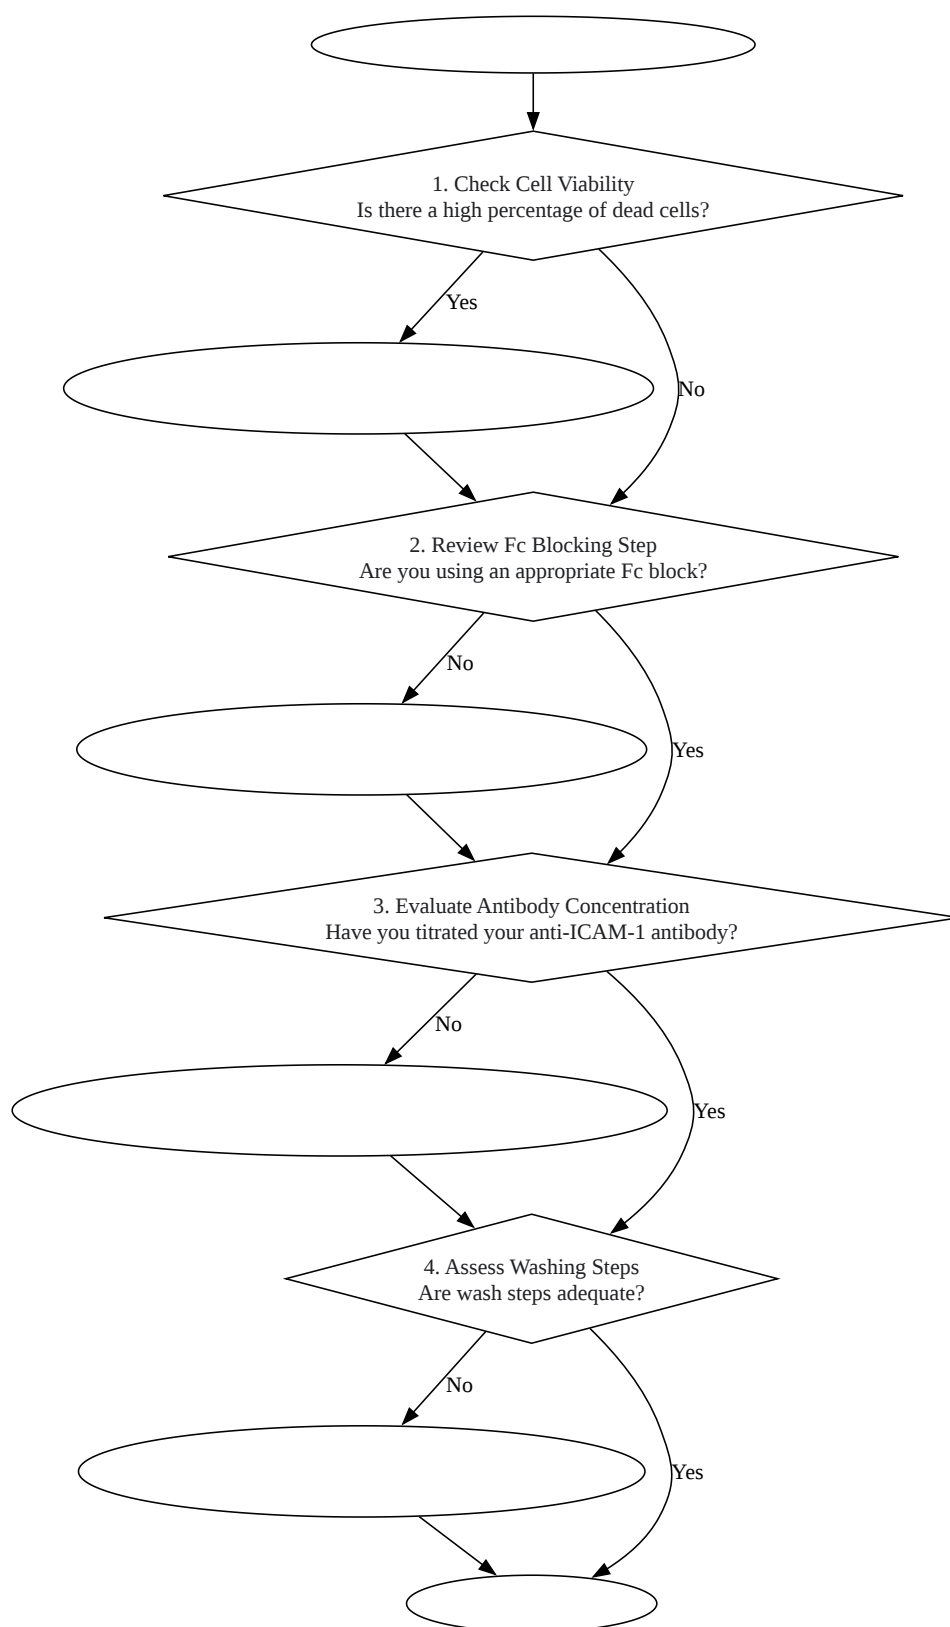 1. Check Cell Viability
Is there a high percentage of dead cells?
Yes
No
2. Review Fc Blocking Step
Are you using an appropriate Fc block?
No
Yes
3. Evaluate Antibody Concentration
Have you titrated your anti-ICAM-1 antibody?
No
Yes
4. Assess Washing Steps
Are wash steps adequate?
No
Yes